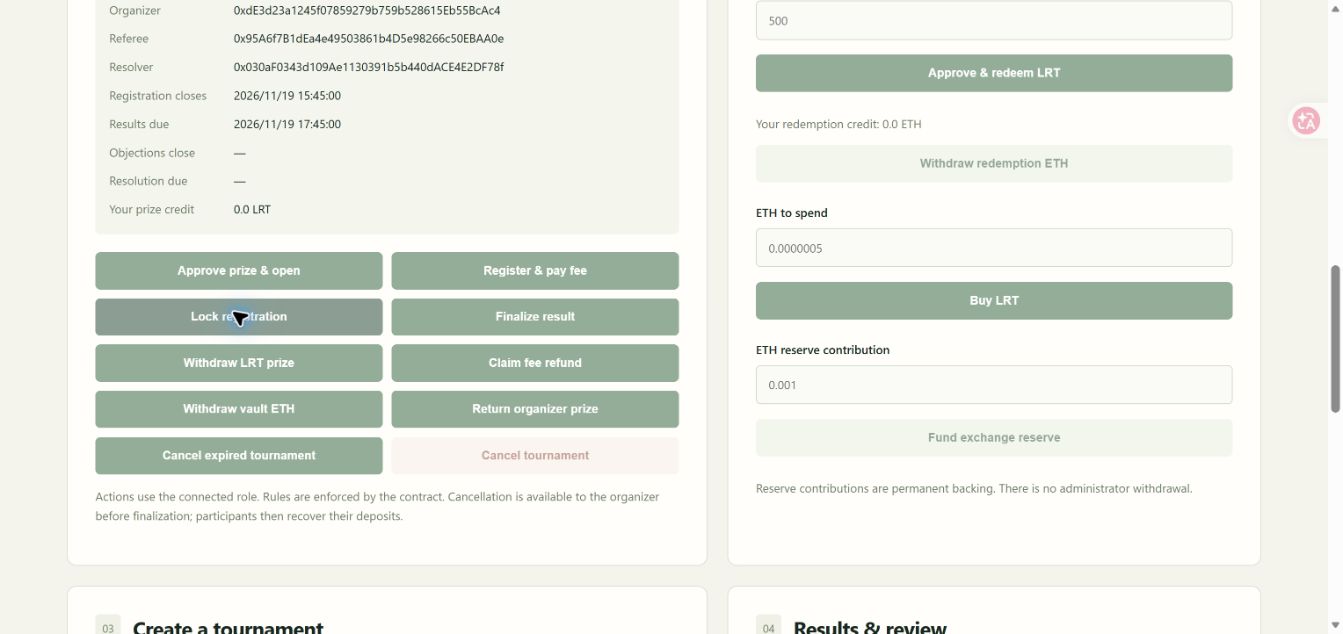 Organizer 0xdE3d23a1245f07859279b759b528615Eb55BcAc4
Referee 0x95A6f7B1dEa4e49503861b4D5e98266c50EBAA0e
Resolver 0x030aF0343d109Ae1130391b5b440dACE4E2DF78f
Registration closes 2026/11/19 15:45:00
Results due 2026/11/19 17:45:00
Objections close —
Resolution due —
Your prize credit 0.0 LRT
Approve prize & open
Register & pay fee
Lock registration
Finalize result
Withdraw LRT prize
Claim fee refund
Withdraw vault ETH
Return organizer prize
Cancel expired tournament
Cancel tournament
Actions use the connected role. Rules are enforced by the contract. Cancellation is available to the organizer
before finalization; participants then recover their deposits.
500
Approve & redeem LRT
Your redemption credit: 0.0 ETH
Withdraw redemption ETH
ETH to spend
0.0000005
Buy LRT
ETH reserve contribution
0.001
Fund exchange reserve
Reserve contributions are permanent backing. There is no administrator withdrawal.
03 Create a tournament
04 Results & review